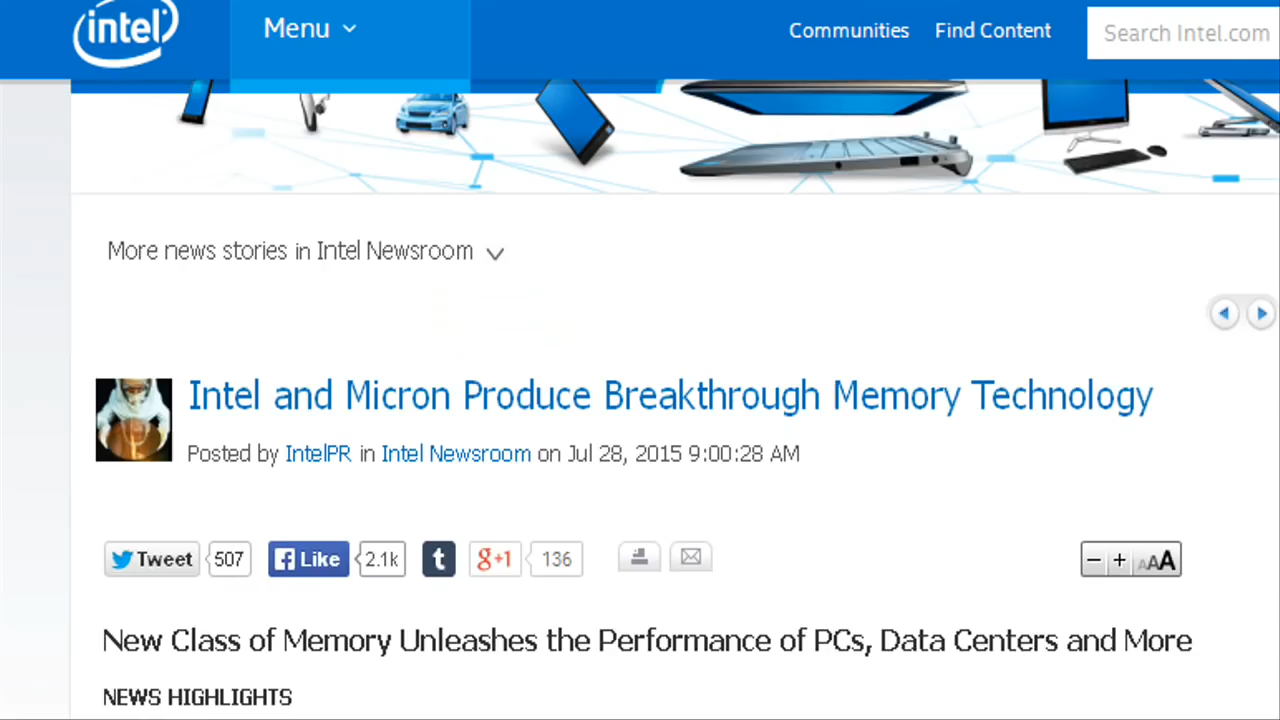 intel
Menu
Communities
Find Content
Search Intel.com
More news stories in Intel Newsroom
Intel and Micron Produce Breakthrough Memory Technology
Posted by IntelPR in Intel Newsroom on Jul 28, 2015 9:00:28 AM
Tweet 507 Like 2.1k t g+1 136 − + AAA
New Class of Memory Unleashes the Performance of PCs, Data Centers and More
NEWS HIGHLIGHTS